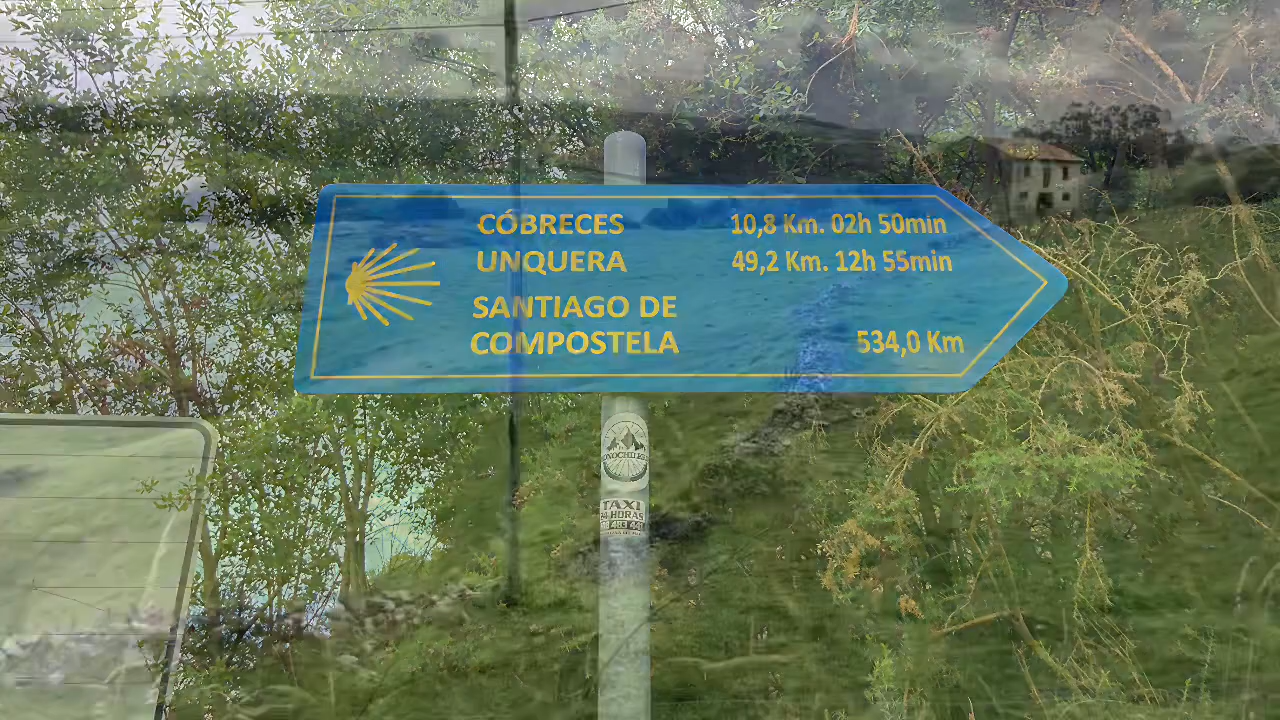 CÓBRECES 10,8 Km. 02h 50min
UNQUERA 49,2 Km. 12h 55min
SANTIAGO DE
COMPOSTELA 534,0 Km
TAXI
HORAS